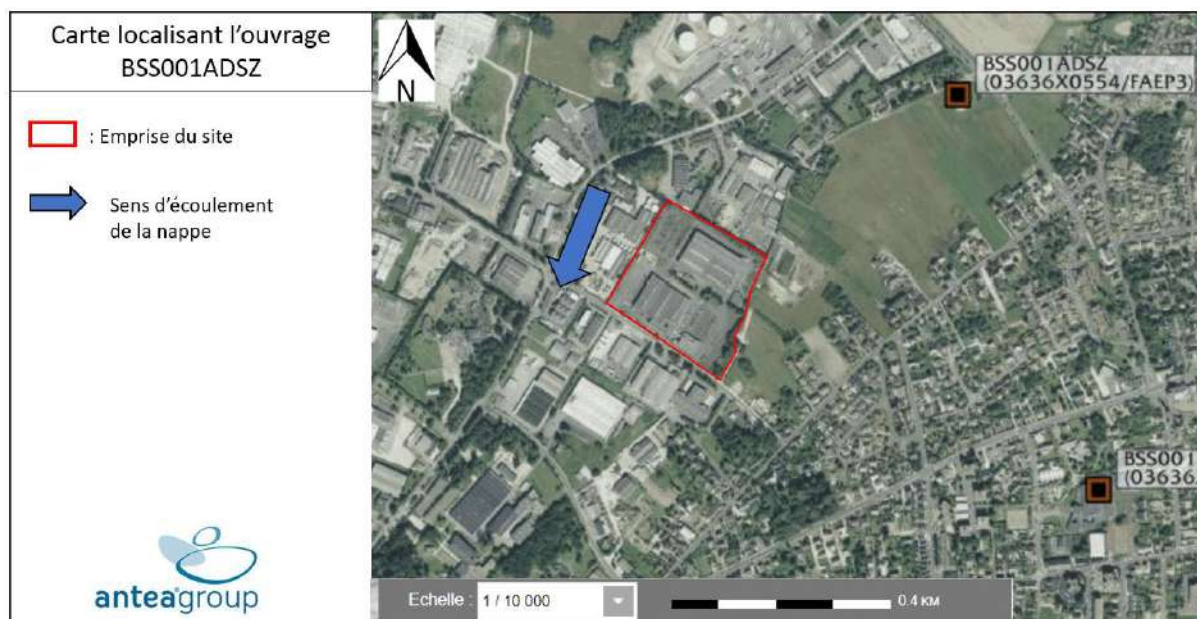 Carte localisant l'ouvrage
BSS001ADSZ
: Emprise du site
Sens d'écoulement
de la nappe
anteagroup
N
BSS001ADSZ
(03636X0554/FAEP3)
BSS001
(03636
Echelle : 1 / 10 000
0.4 KM